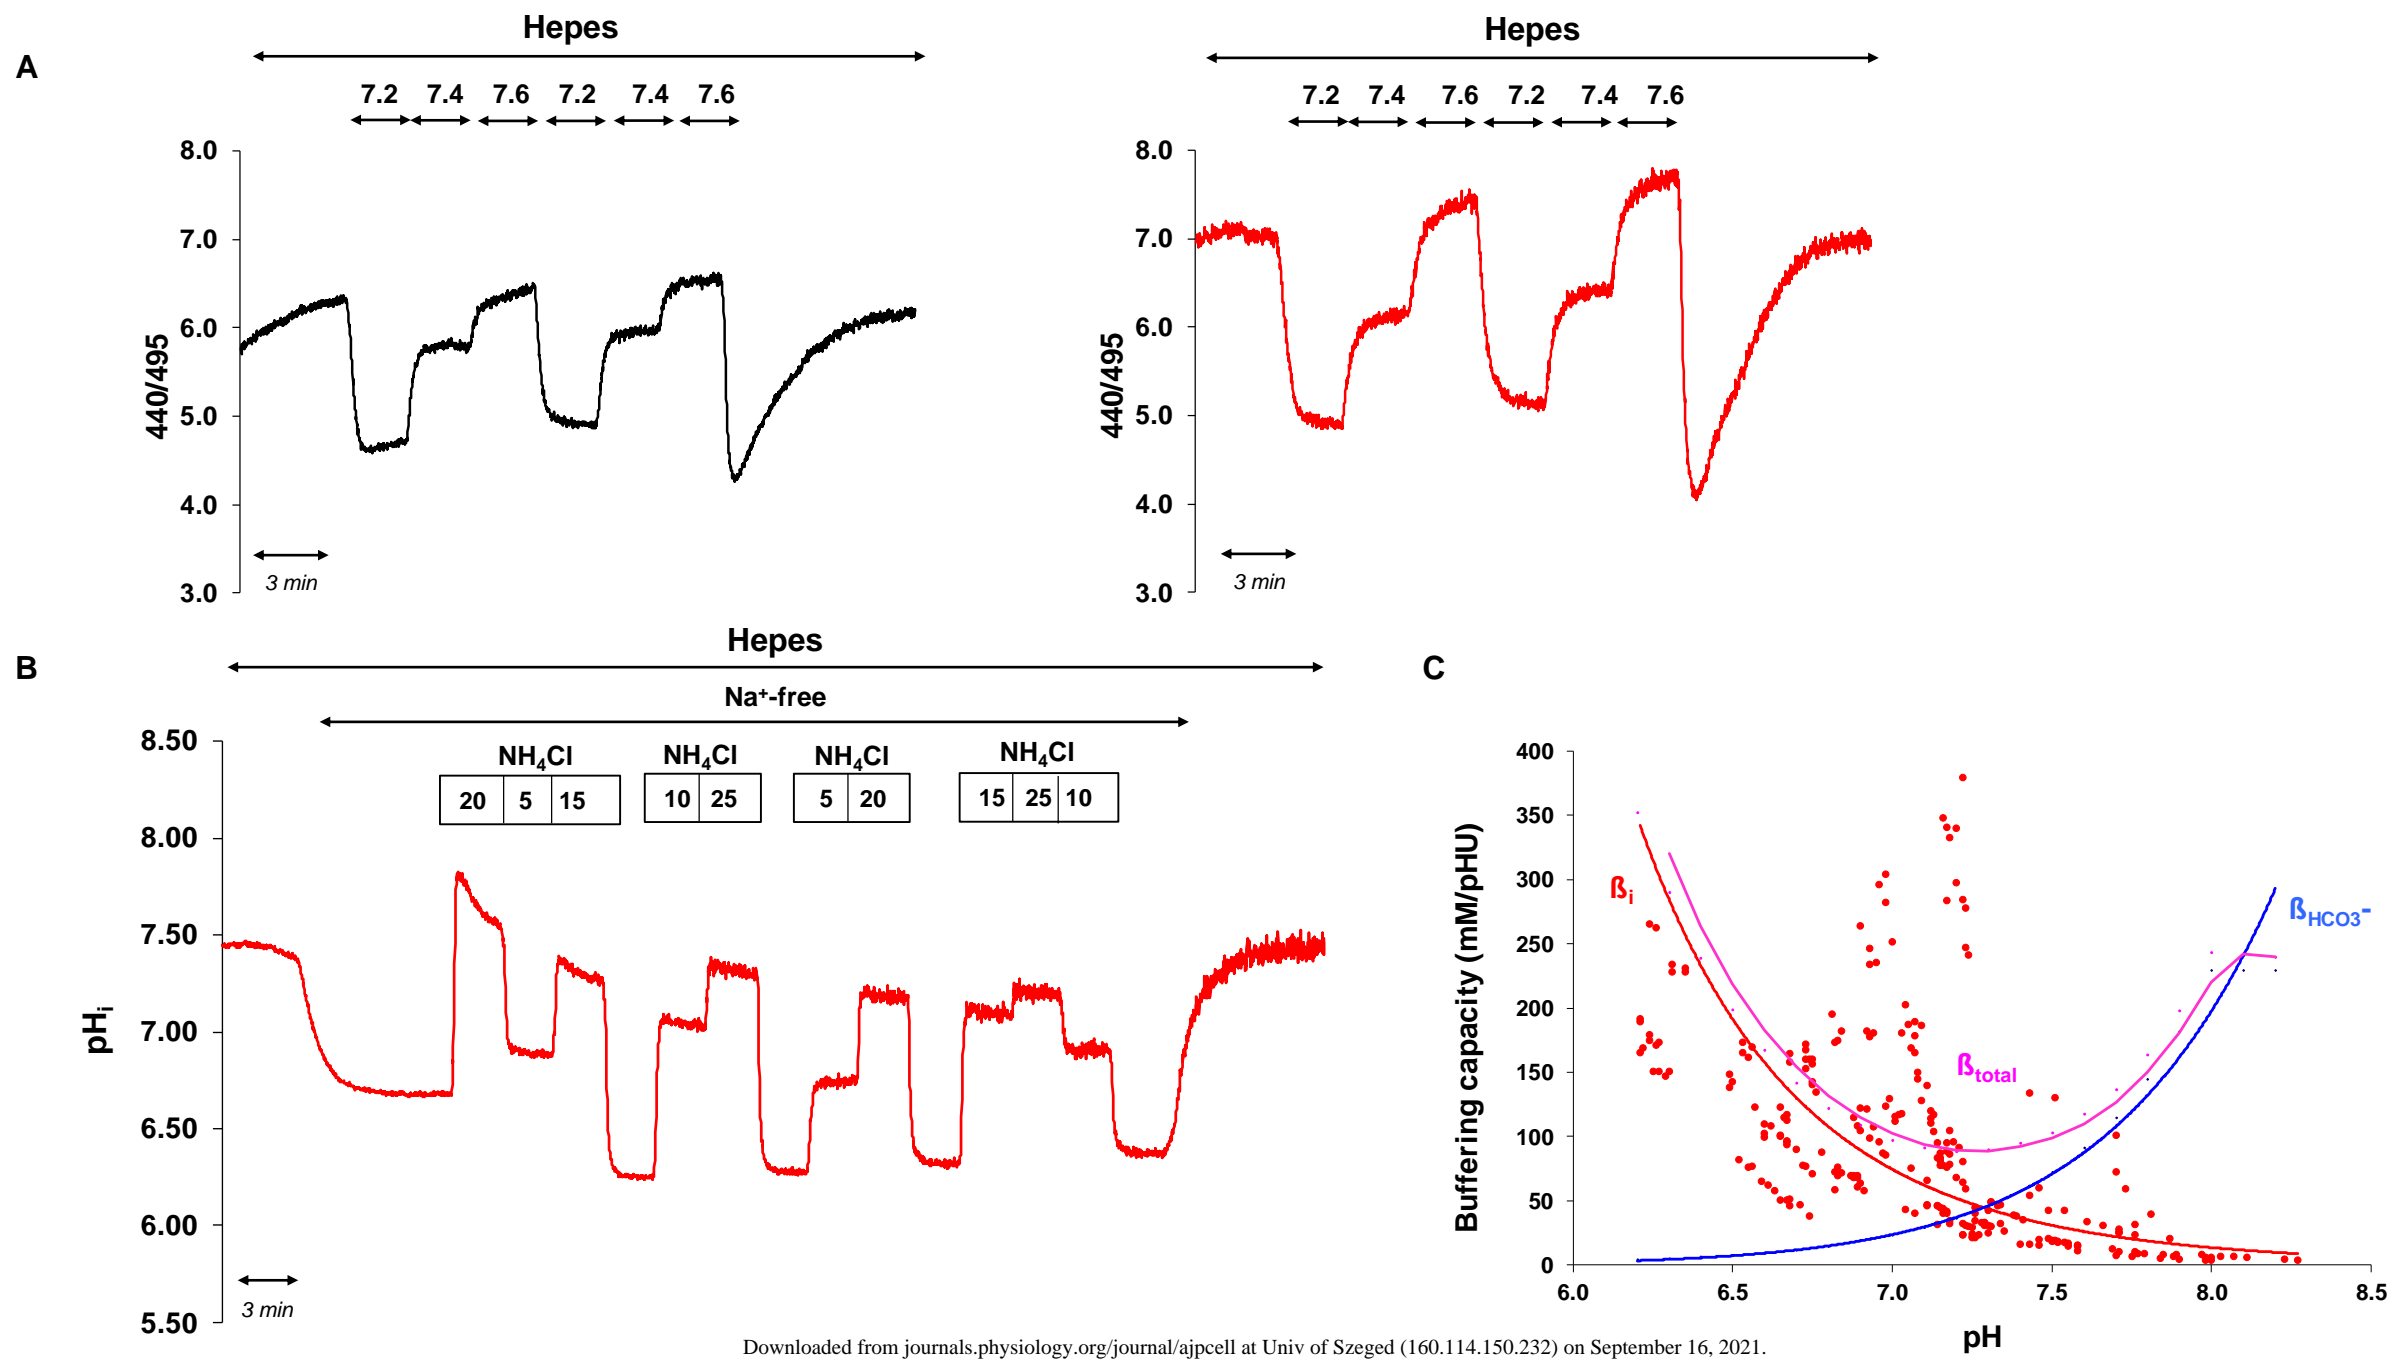 A
Hepes
7.2 7.4 7.6 7.2 7.4 7.6
8.0
7.0
6.0
5.0
4.0
3.0
440/495
3 min
Hepes
7.2 7.4 7.6 7.2 7.4 7.6
8.0
7.0
6.0
5.0
4.0
3.0
440/495
3 min
B
Hepes
Na⁺-free
NH₄Cl NH₄Cl NH₄Cl NH₄Cl
20 5 15 10 25 5 20 15 25 10
8.50
8.00
7.50
7.00
6.50
6.00
5.50
pHᵢ
3 min
C
400
350
300
250
200
150
100
50
0
Buffering capacity (mM/pHU)
ßᵢ
ßtotal
ßHCO3-
6.0 6.5 7.0 7.5 8.0 8.5
pH
Downloaded from journals.physiology.org/journal/ajpcell at Univ of Szeged (160.114.150.232) on September 16, 2021.